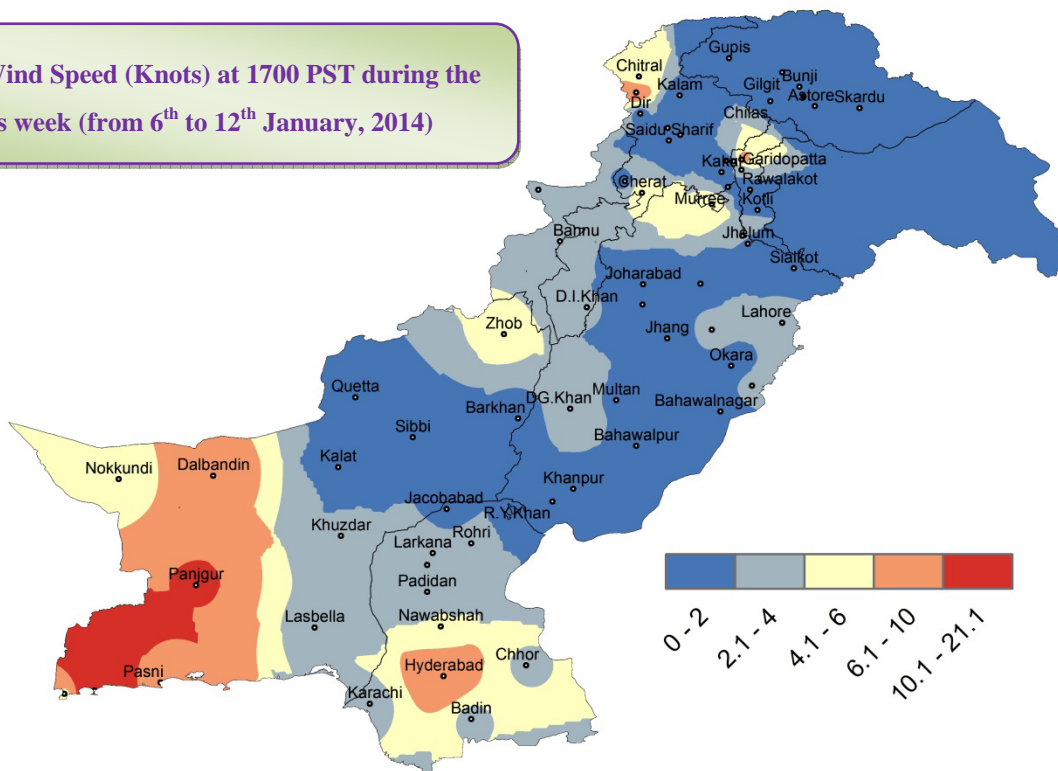 Wind Speed (Knots) at 1700 PST during the
s week (from 6th to 12th January, 2014)
Gupis
Chitral
Bunji
Kalam
Gilgit
Astore
Skardu
Dir
Chilas
Saidu Sharif
Garidopatta
Rawalakot
Cherat
Murree
Kotli
Bannu
Jhelum
Sialkot
Joharabad
D.I.Khan
Lahore
Zhob
Jhang
Okara
Quetta
DG.Khan
Multan
Barkhan
Bahawalnagar
Sibbi
Bahawalpur
Nokkundi
Dalbandin
Kalat
Khanpur
Jacobabad
R.Y.Khan
Khuzdar
Rohri
Larkana
Panjgur
Padidan
Lasbella
Nawabshah
Pasni
Hyderabad
Chhor
Karachi
Badin
0 - 2
2.1 - 4
4.1 - 6
6.1 - 10
10.1 - 21.1